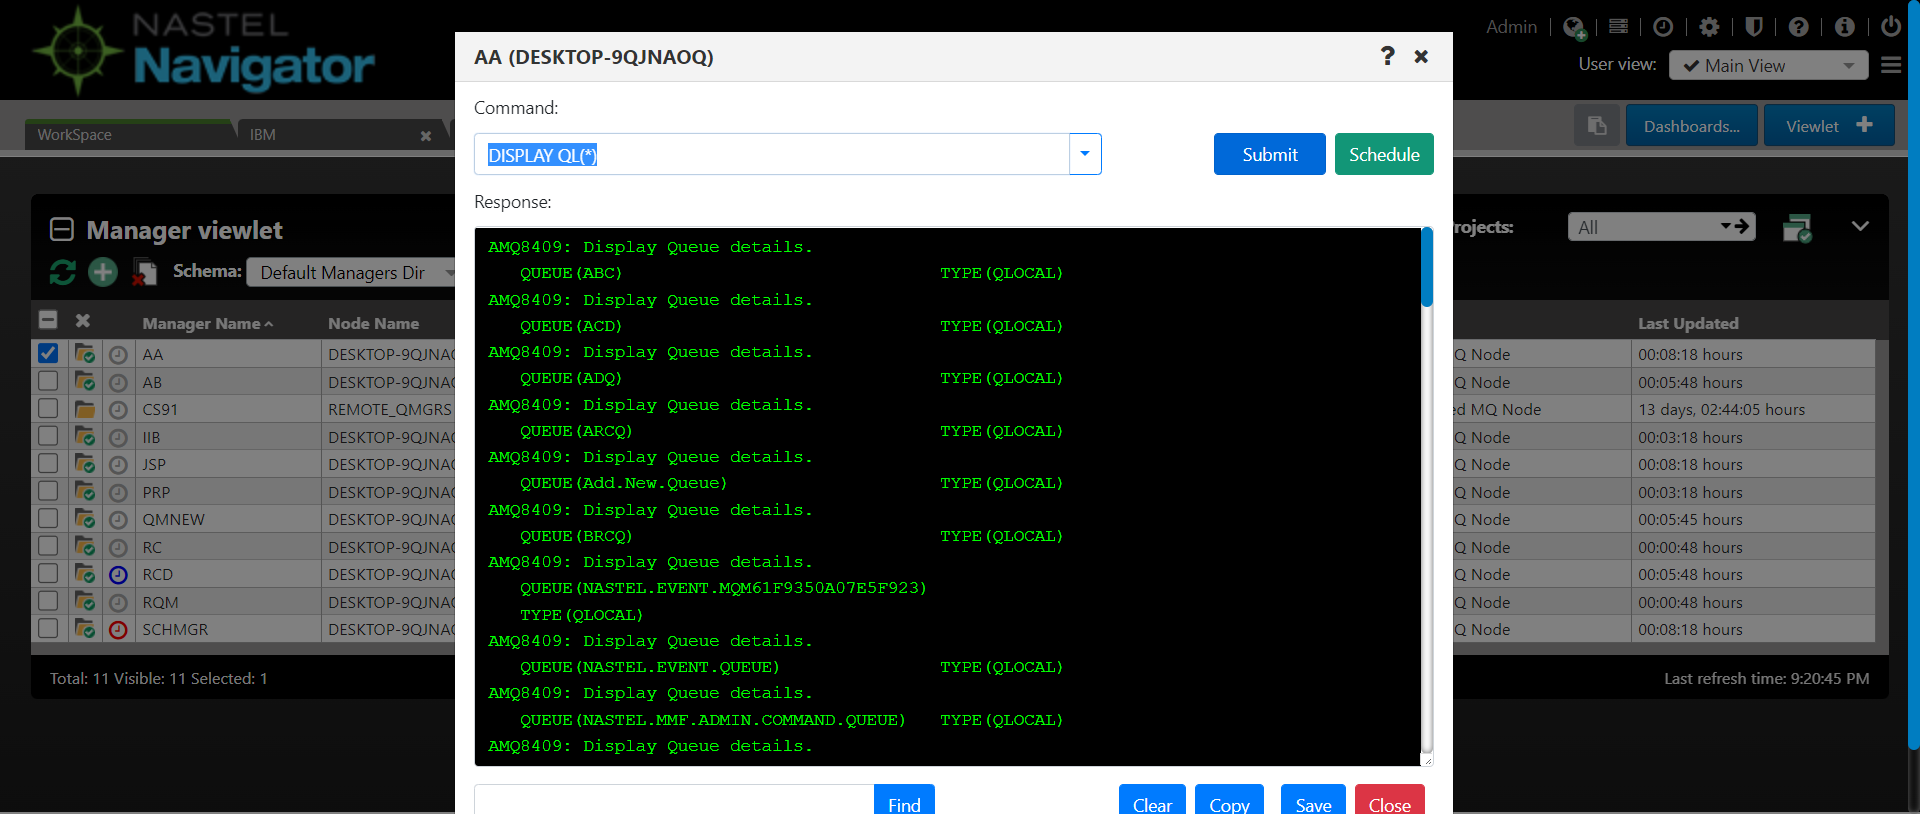 NASTEL
Navigator
Admin
User view: Main View
WorkSpace
IBM
Dashboards...
Viewlet
Manager viewlet
Schema: Default Managers Dir
rojects: All
Manager Name Node Name Last Updated
AA DESKTOP-9QJNAO Q Node 00:08:18 hours
AB DESKTOP-9QJNAO Q Node 00:05:48 hours
CS91 REMOTE_QMGRS ed MQ Node 13 days, 02:44:05 hours
IIB DESKTOP-9QJNAO Q Node 00:03:18 hours
JSP DESKTOP-9QJNAO Q Node 00:08:18 hours
PRP DESKTOP-9QJNAO Q Node 00:03:18 hours
QMNEW DESKTOP-9QJNAO Q Node 00:05:45 hours
RC DESKTOP-9QJNAO Q Node 00:00:48 hours
RCD DESKTOP-9QJNAO Q Node 00:05:48 hours
RQM DESKTOP-9QJNAO Q Node 00:00:48 hours
SCHMGR DESKTOP-9QJNAO Q Node 00:08:18 hours
Total: 11 Visible: 11 Selected: 1
Last refresh time: 9:20:45 PM
AA (DESKTOP-9QJNAOQ)
Command:
DISPLAY QL(*)
Submit
Schedule
Response:
AMQ8409: Display Queue details.
QUEUE(ABC) TYPE(QLOCAL)
AMQ8409: Display Queue details.
QUEUE(ACD) TYPE(QLOCAL)
AMQ8409: Display Queue details.
QUEUE(ADQ) TYPE(QLOCAL)
AMQ8409: Display Queue details.
QUEUE(ARCQ) TYPE(QLOCAL)
AMQ8409: Display Queue details.
QUEUE(Add.New.Queue) TYPE(QLOCAL)
AMQ8409: Display Queue details.
QUEUE(BRCQ) TYPE(QLOCAL)
AMQ8409: Display Queue details.
QUEUE(NASTEL.EVENT.MQM61F9350A07E5F923)
TYPE(QLOCAL)
AMQ8409: Display Queue details.
QUEUE(NASTEL.EVENT.QUEUE) TYPE(QLOCAL)
AMQ8409: Display Queue details.
QUEUE(NASTEL.MMF.ADMIN.COMMAND.QUEUE) TYPE(QLOCAL)
AMQ8409: Display Queue details.
Find
Clear
Copy
Save
Close